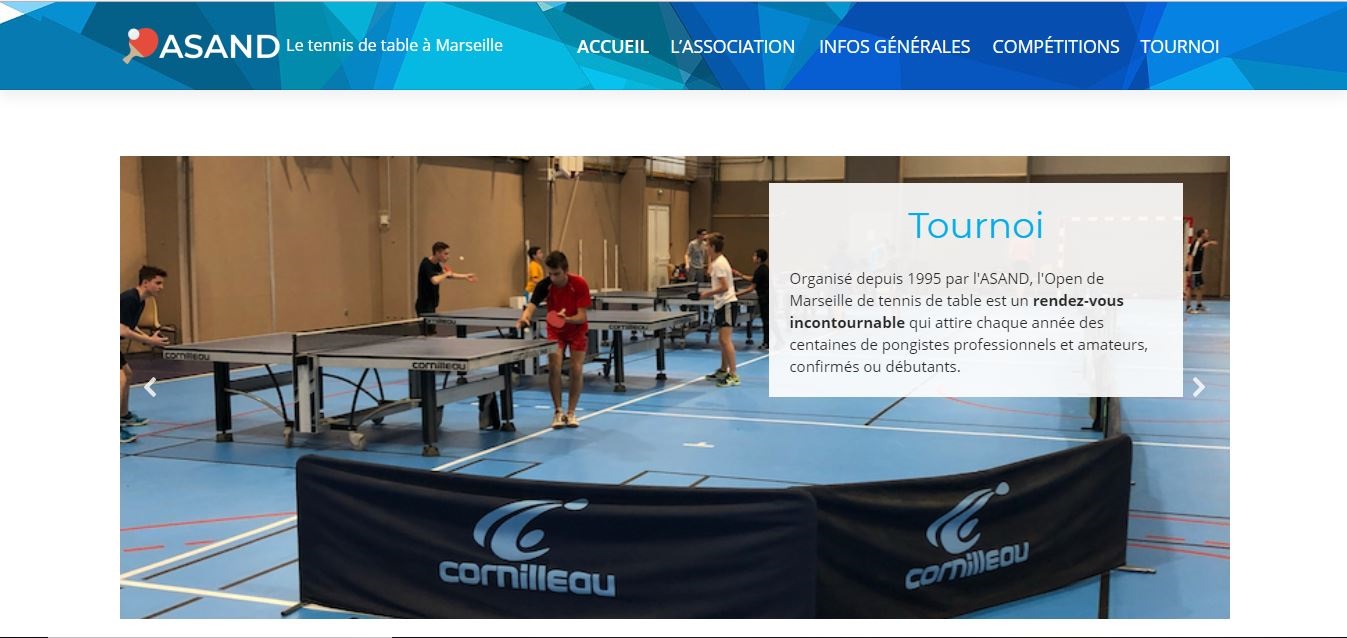 ASAND Le tennis de table à Marseille ACCUEIL L'ASSOCIATION INFOS GÉNÉRALES COMPÉTITIONS TOURNOI
Tournoi
Organisé depuis 1995 par l'ASAND, l'Open de
Marseille de tennis de table est un rendez-vous
incontournable qui attire chaque année des
centaines de pongistes professionnels et amateurs,
confirmés ou débutants.
cornilleau
cornilleau
cornilleau
cornilleau
cornilleau
cornilleau